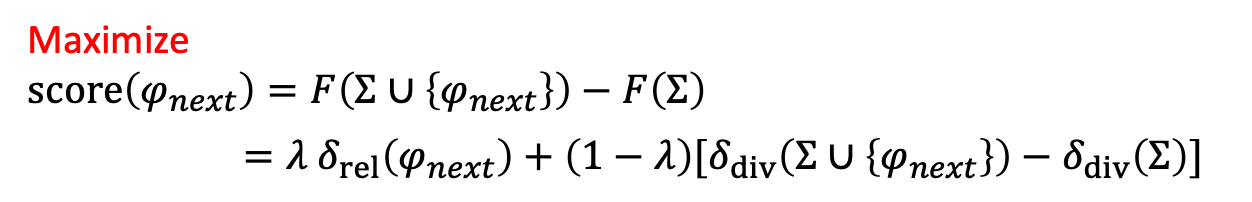 Maximize
score(φ_next) = F(Σ ∪ {φ_next}) − F(Σ)
= λ δ_rel(φ_next) + (1 − λ)[δ_div(Σ ∪ {φ_next}) − δ_div(Σ)]